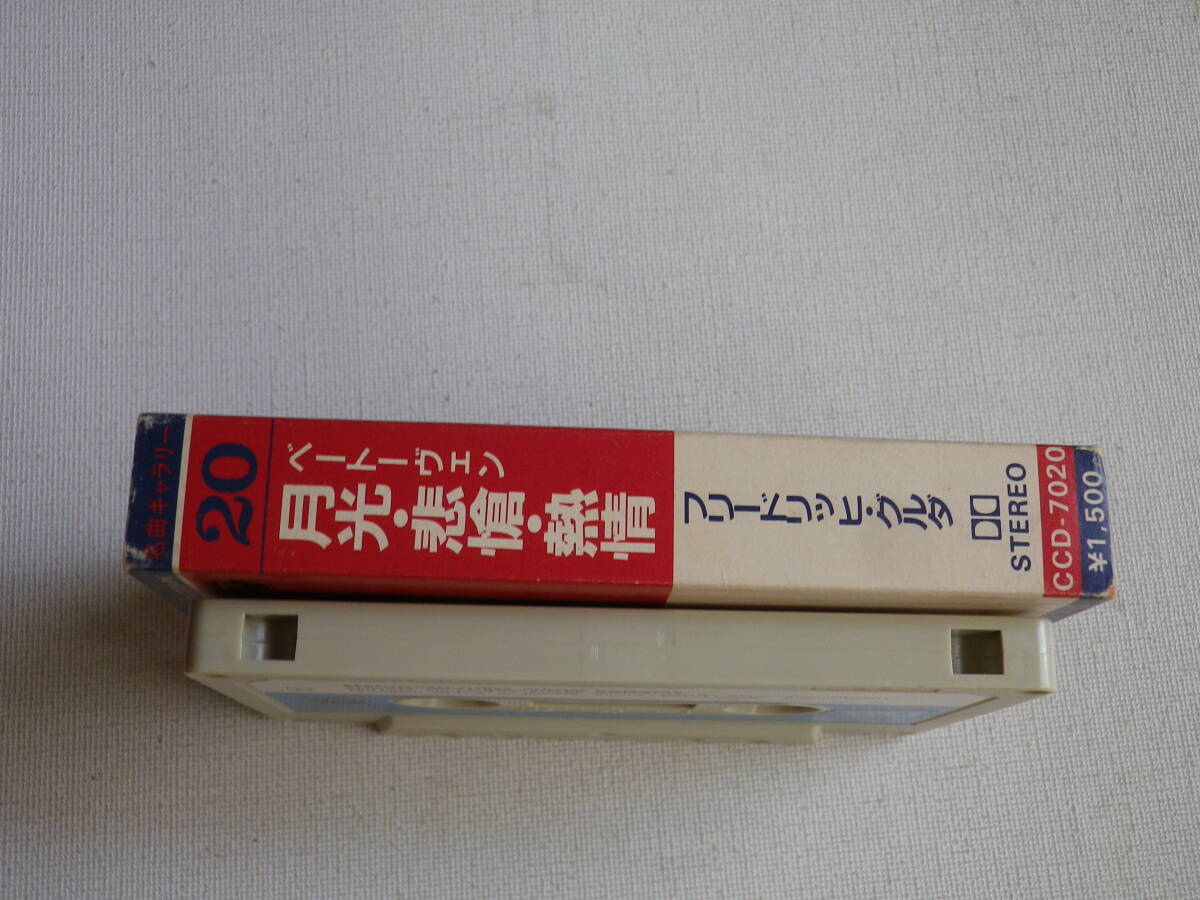 名曲ギャラリー
20
ベートーヴェン
月光・悲愴・熱情
フリードリッヒ・グルダ
STEREO
CCD-7020
¥1,500